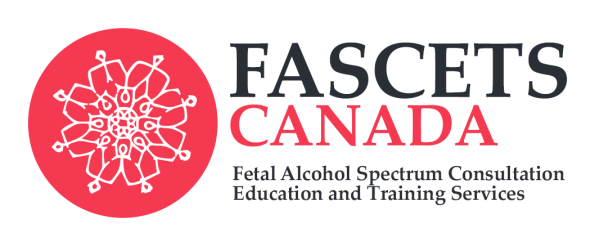 FASCETS
CANADA
Fetal Alcohol Spectrum Consultation
Education and Training Services